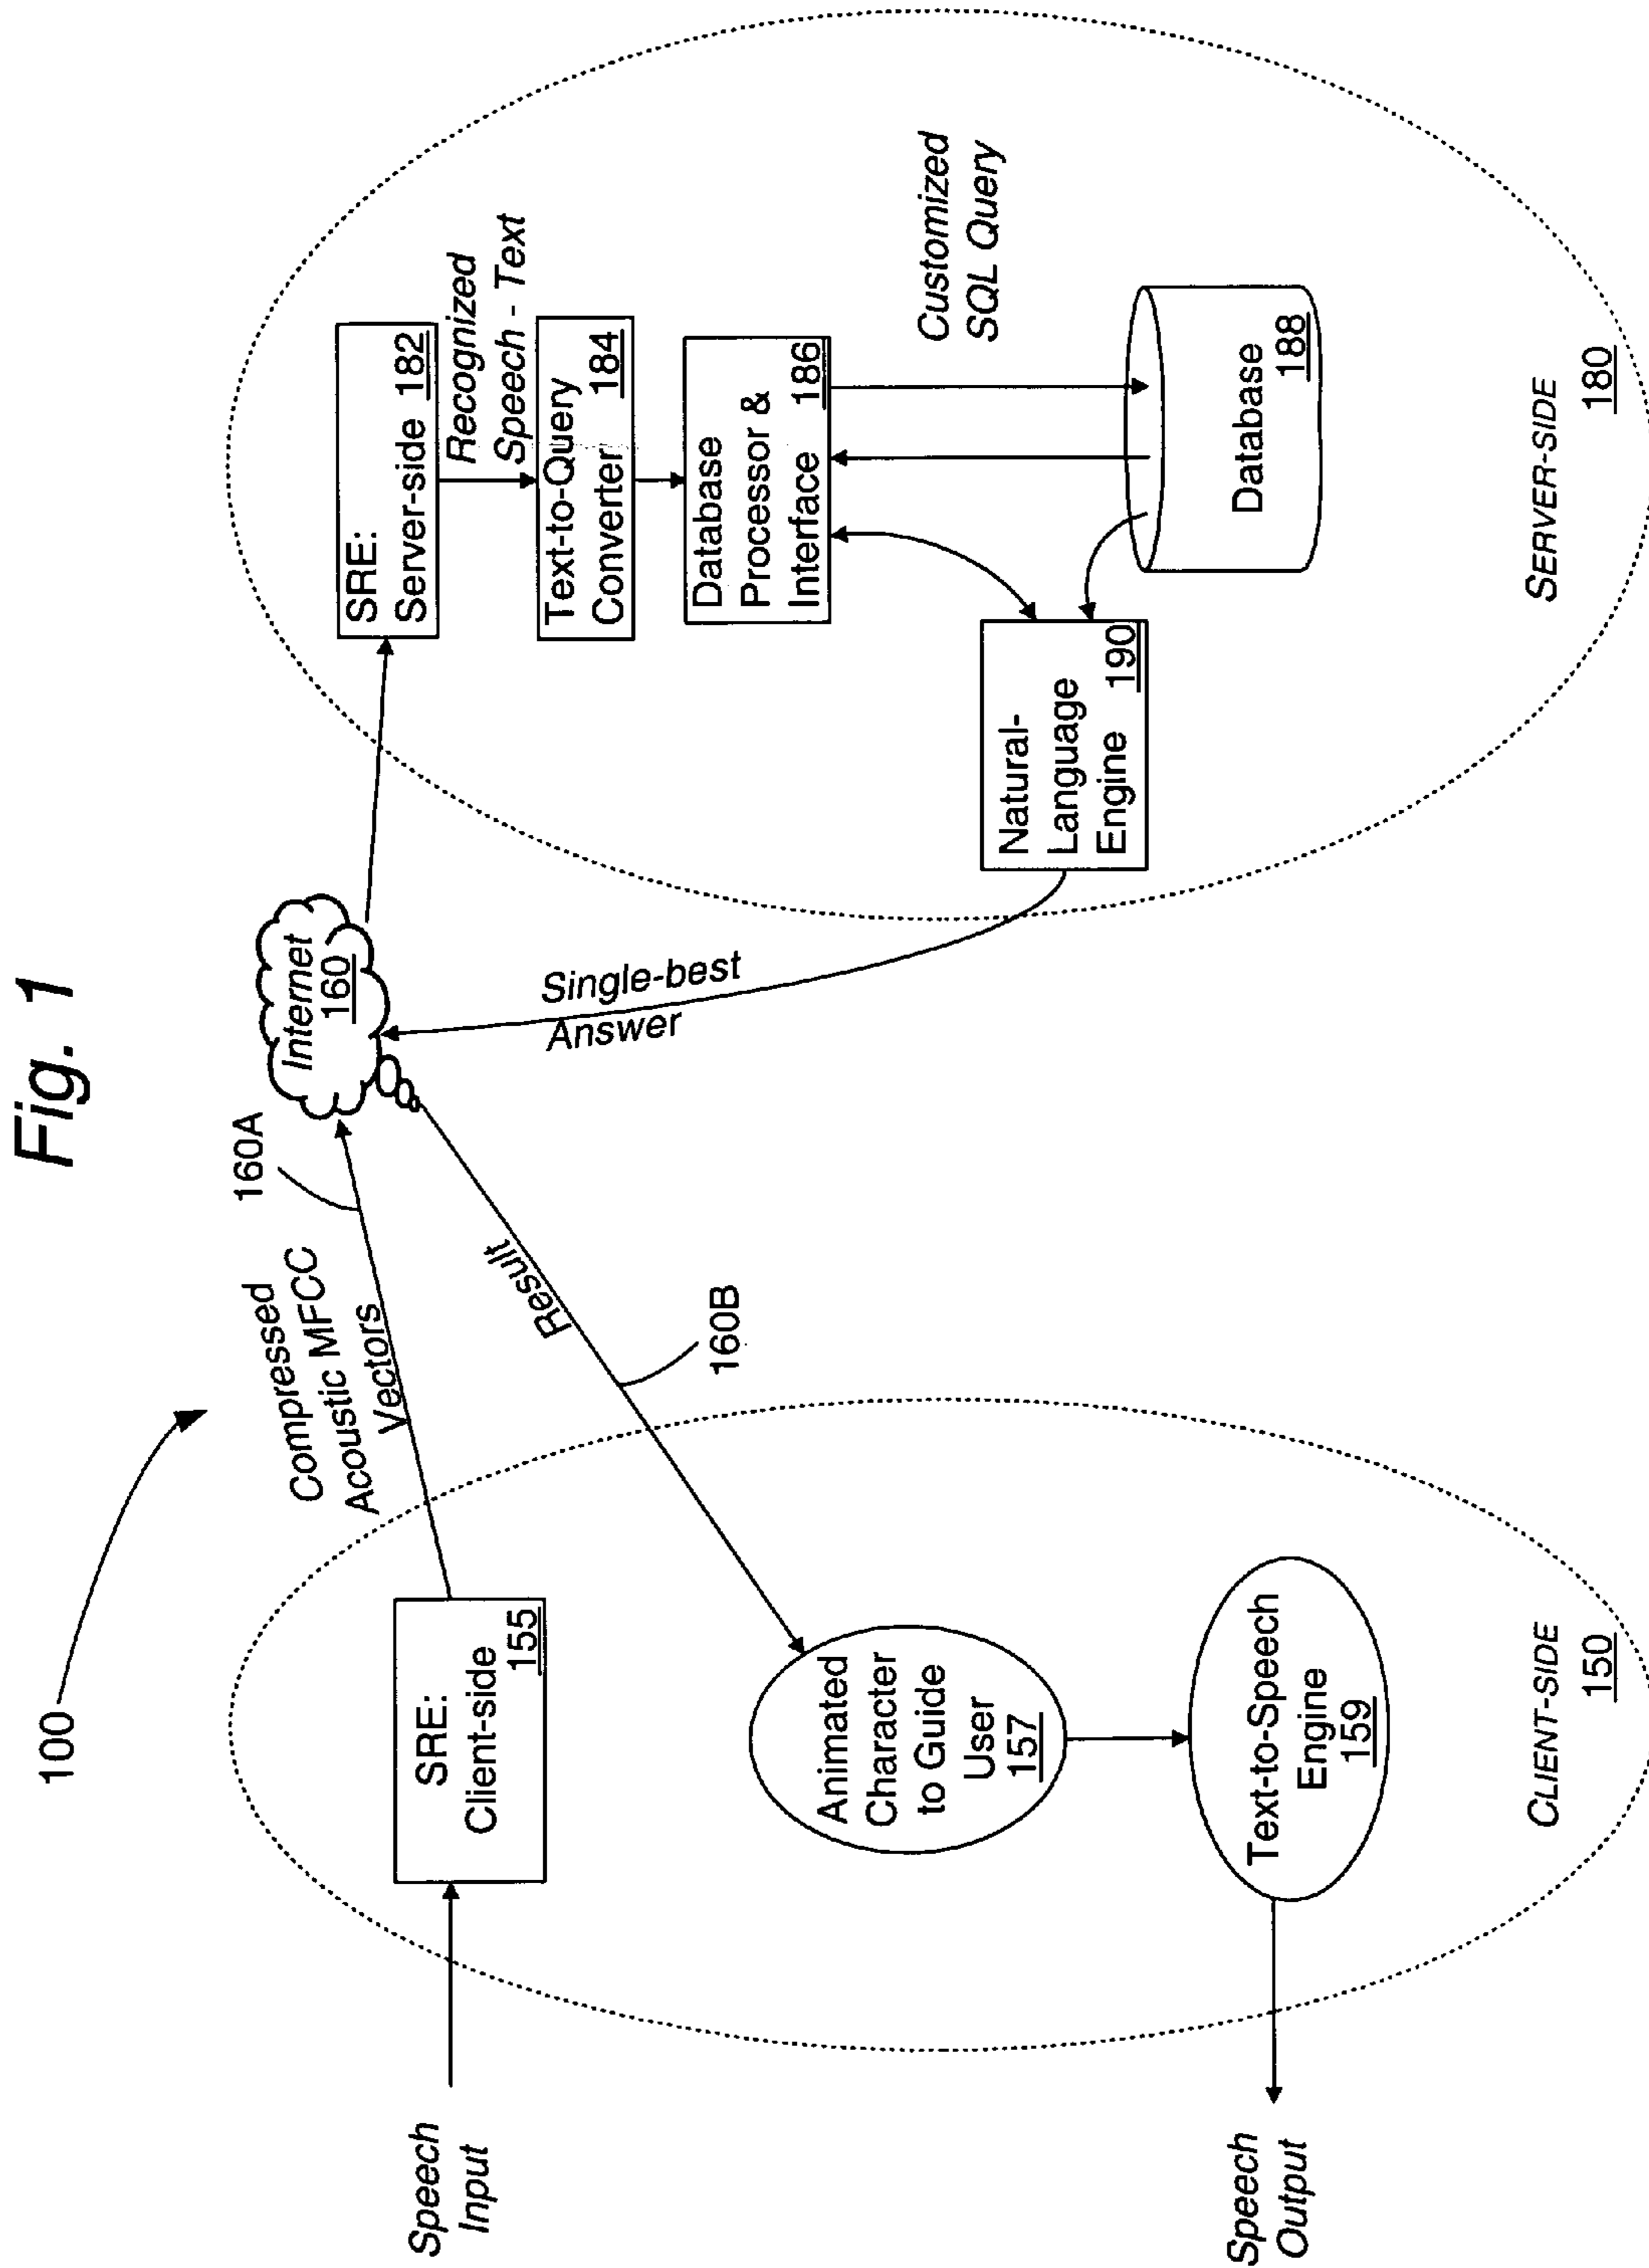 Fig. 1
100
Speech
Input
SRE:
Client-side
155
Compressed
Acoustic MFCC
Vectors
160A
Internet
160
Result
160B
Animated
Character
to Guide
User
157
Text-to-Speech
Engine
159
Speech
Output
CLIENT-SIDE
150
SRE:
Server-side 182
Recognized
Speech - Text
Text-to-Query
Converter 184
Database
Processor &
Interface 186
Customized
SQL Query
Database
188
Natural-
Language
Engine 190
Single-best
Answer
SERVER-SIDE
180